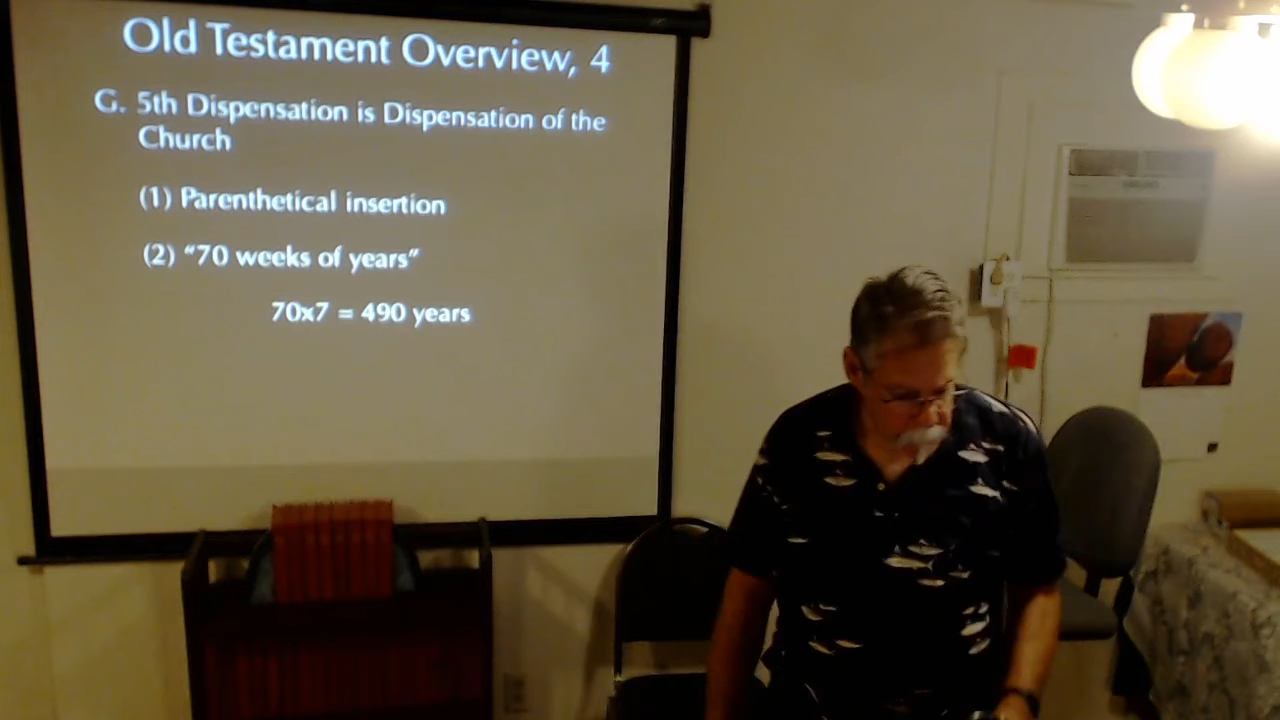 Old Testament Overview, 4
G. 5th Dispensation is Dispensation of the
Church
(1) Parenthetical insertion
(2) “70 weeks of years”
70x7 = 490 years